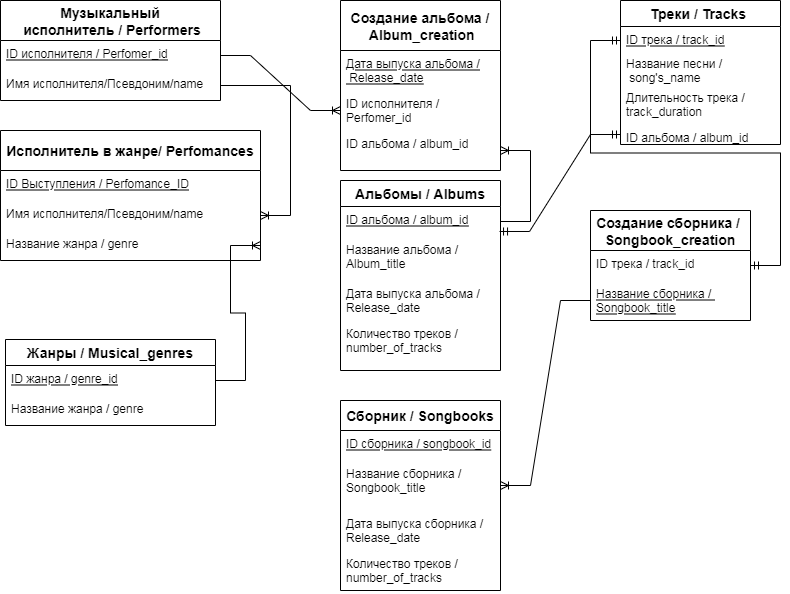 Музыкальный
исполнитель / Performers
ID исполнителя / Perfomer_id
Имя исполнителя/Псевдоним/name
Исполнитель в жанре/ Perfomances
ID Выступления / Perfomance_ID
Имя исполнителя/Псевдоним/name
Название жанра / genre
Жанры / Musical_genres
ID жанра / genre_id
Название жанра / genre
Создание альбома /
Album_creation
Дата выпуска альбома /
Release_date
ID исполнителя /
Perfomer_id
ID альбома / album_id
Альбомы / Albums
ID альбома / album_id
Название альбома /
Album_title
Дата выпуска альбома /
Release_date
Количество треков /
number_of_tracks
Сборник / Songbooks
ID сборника / songbook_id
Название сборника /
Songbook_title
Дата выпуска сборника /
Release_date
Количество треков /
number_of_tracks
Треки / Tracks
ID трека / track_id
Название песни /
song's_name
Длительность трека /
track_duration
ID альбома / album_id
Создание сборника /
Songbook_creation
ID трека / track_id
Название сборника /
Songbook_title